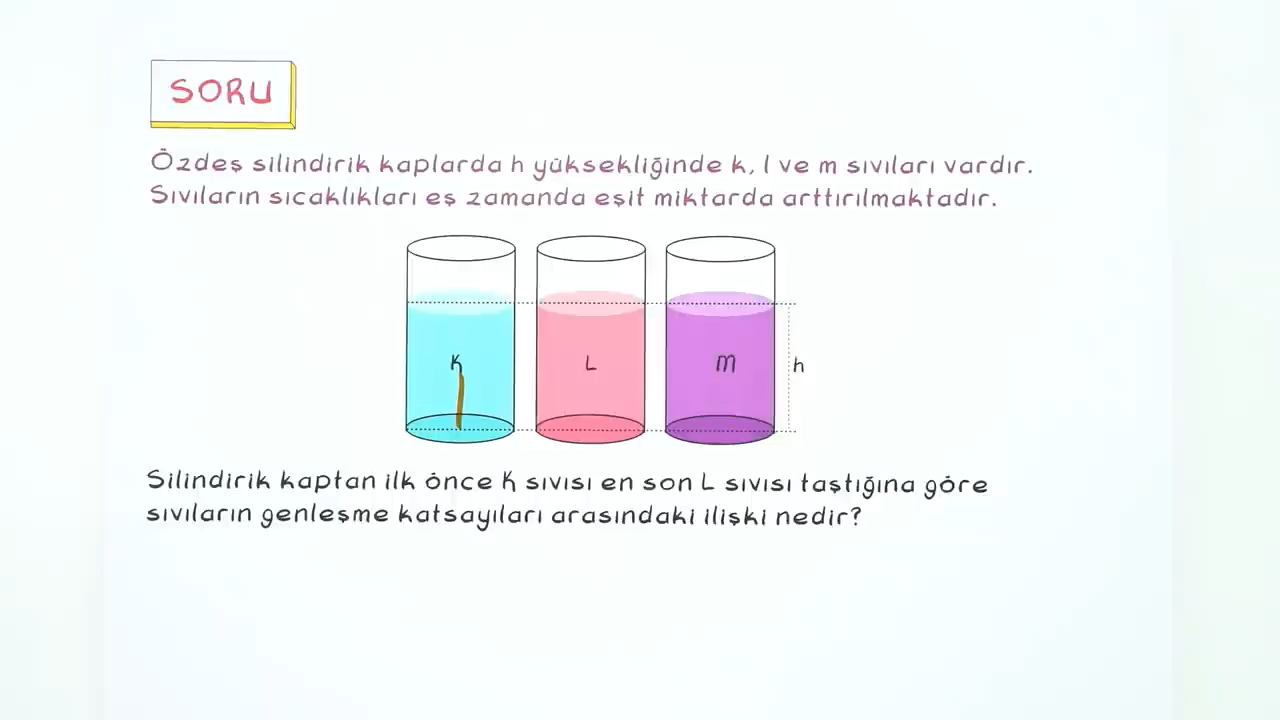 SORU
Özdeş silindirik kaplarda h yüksekliğinde k, l ve m sıvıları vardır.
Sıvıların sıcaklıkları eş zamanda eşit miktarda arttırılmaktadır.
K L M h
Silindirik kaptan ilk önce K sıvısı en son L sıvısı taştığına göre
sıvıların genleşme katsayıları arasındaki ilişki nedir?